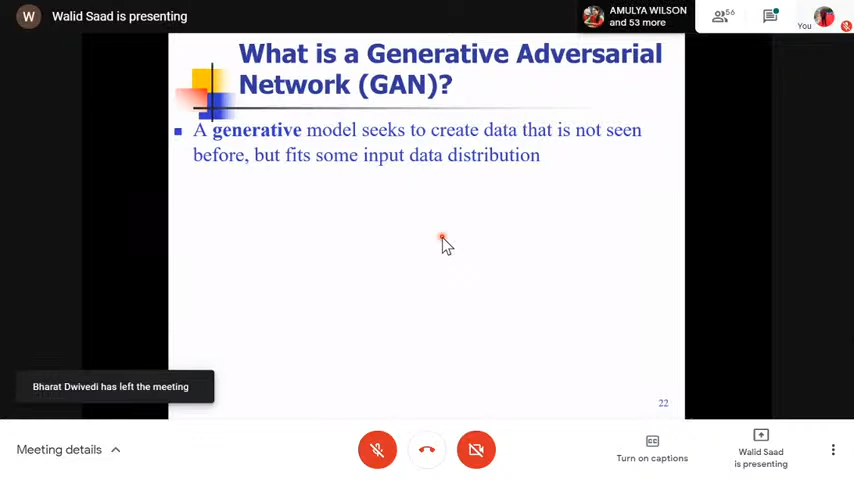 W Walid Saad is presenting
AMULYA WILSON
and 53 more
56
You
What is a Generative Adversarial
Network (GAN)?
A generative model seeks to create data that is not seen
before, but fits some input data distribution
Bharat Dwivedi has left the meeting
22
Meeting details
CC
Turn on captions
Walid Saad
is presenting